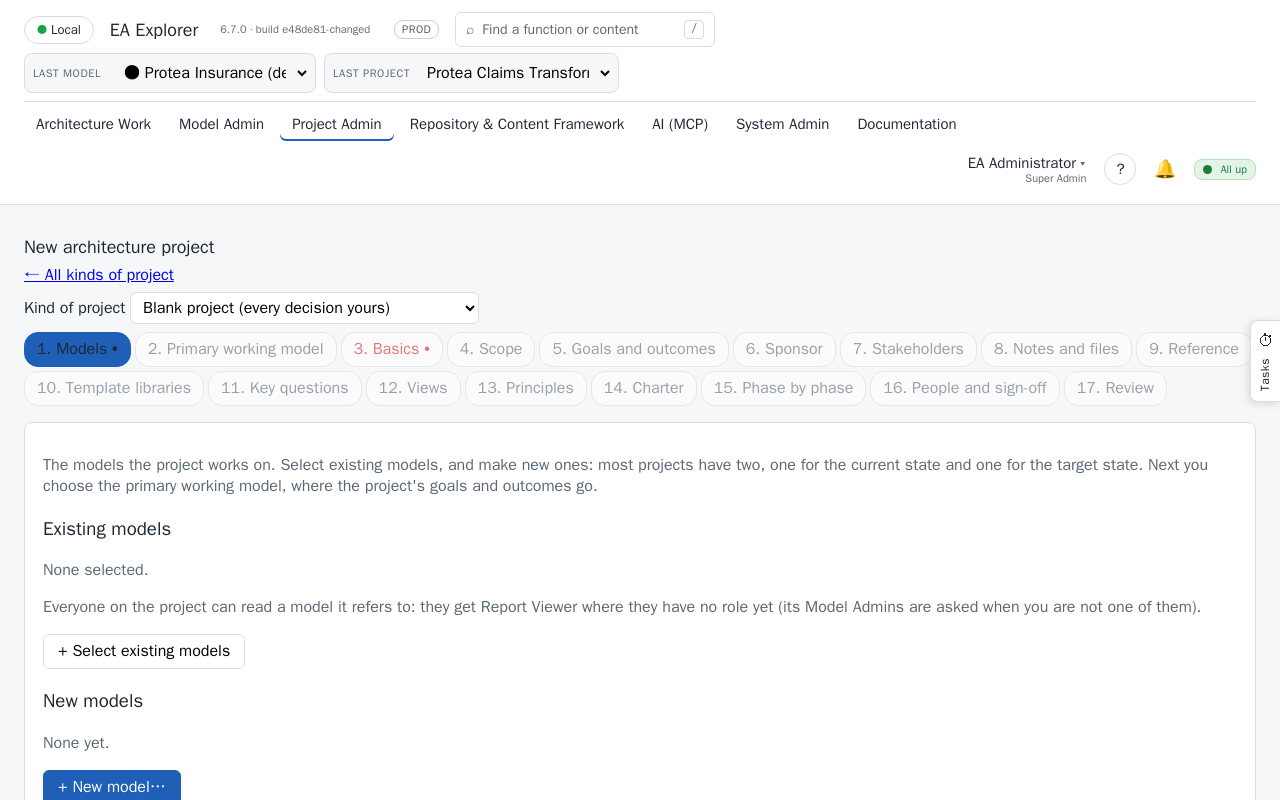 Local
EA Explorer
6.7.0 · build e48de81-changed
PROD
Find a function or content
/
LAST MODEL
Protea Insurance (de
LAST PROJECT
Protea Claims Transfor
Architecture Work
Model Admin
Project Admin
Repository & Content Framework
AI (MCP)
System Admin
Documentation
EA Administrator ▾
Super Admin
?
All up
New architecture project
← All kinds of project
Kind of project
Blank project (every decision yours)
1. Models •
2. Primary working model
3. Basics •
4. Scope
5. Goals and outcomes
6. Sponsor
7. Stakeholders
8. Notes and files
9. Reference
10. Template libraries
11. Key questions
12. Views
13. Principles
14. Charter
15. Phase by phase
16. People and sign-off
17. Review
Tasks
The models the project works on. Select existing models, and make new ones: most projects have two, one for the current state and one for the target state. Next you
choose the primary working model, where the project's goals and outcomes go.
Existing models
None selected.
Everyone on the project can read a model it refers to: they get Report Viewer where they have no role yet (its Model Admins are asked when you are not one of them).
+ Select existing models
New models
None yet.
+ New model⋯